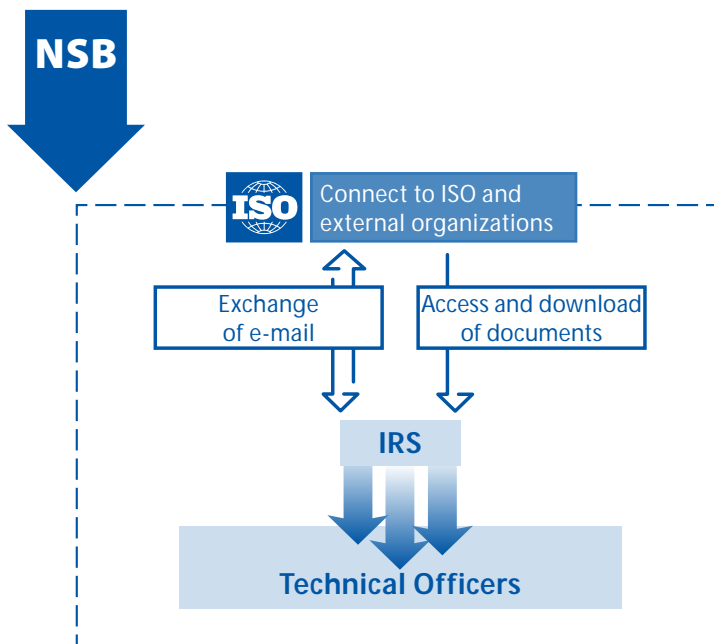 NSB
ISO
Connect to ISO and
external organizations
Exchange
of e-mail
Access and download
of documents
IRS
Technical Officers